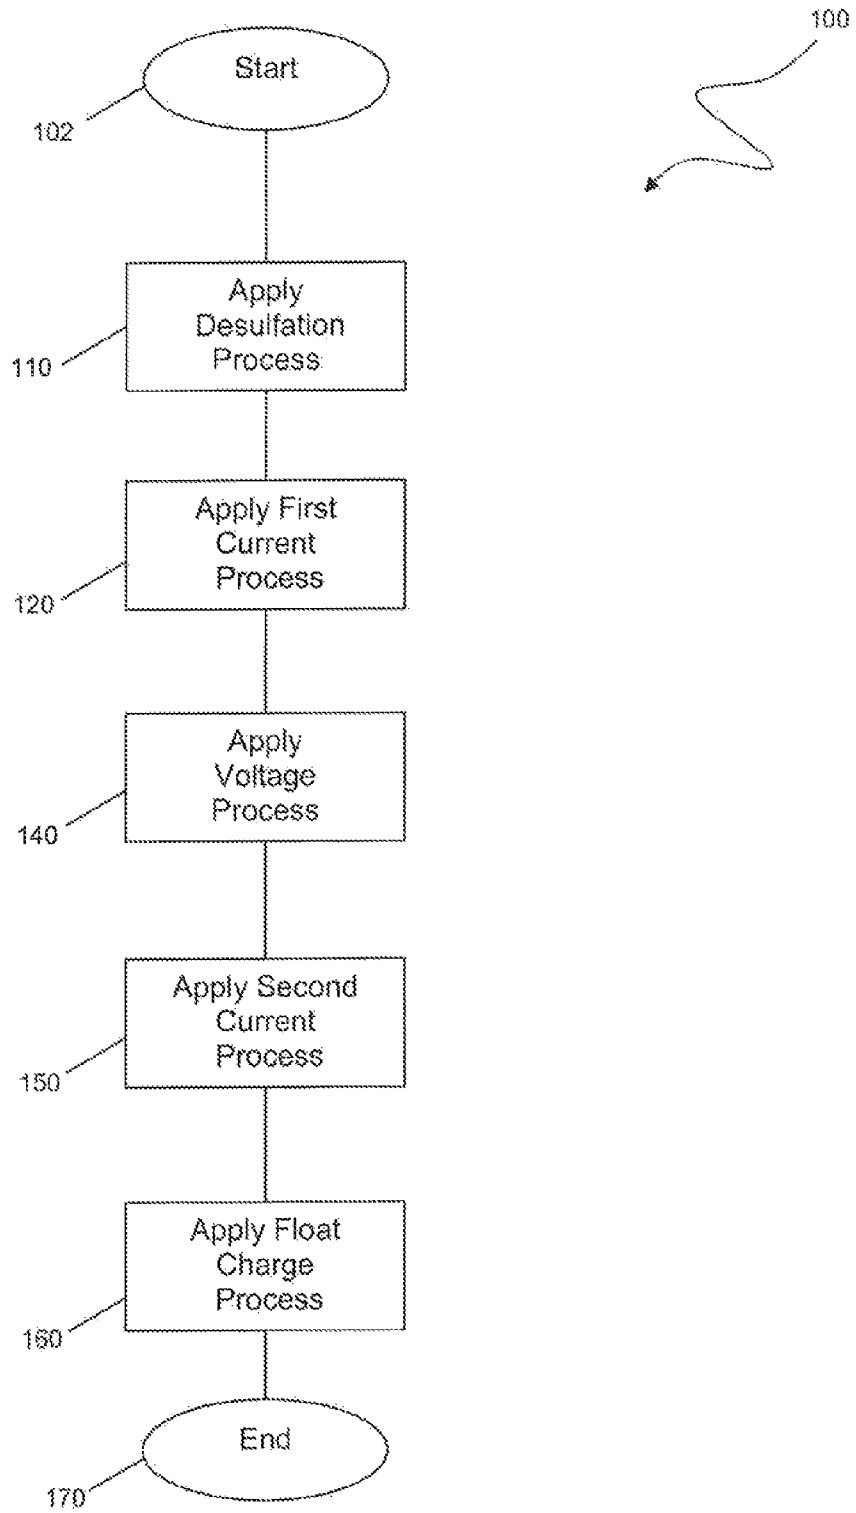 100
Start
102
Apply
Desulfation
Process
110
Apply First
Current
Process
120
Apply
Voltage
Process
140
Apply Second
Current
Process
150
Apply Float
Charge
Process
160
End
170